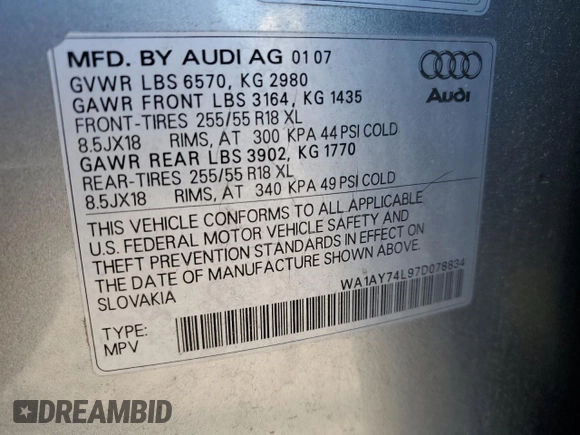 MFD. BY AUDI AG 01 07
GVWR LBS 6570, KG 2980
GAWR FRONT LBS 3164, KG 1435
FRONT-TIRES 255/55 R18 XL
8.5JX18 RIMS, AT 300 KPA 44 PSI COLD
GAWR REAR LBS 3902, KG 1770
REAR-TIRES 255/55 R18 XL
8.5JX18 RIMS, AT 340 KPA 49 PSI COLD
Audi
THIS VEHICLE CONFORMS TO ALL APPLICABLE
U.S. FEDERAL MOTOR VEHICLE SAFETY AND
THEFT PREVENTION STANDARDS IN EFFECT ON
THE DATE OF MANUFACTURE SHOWN ABOVE.
SLOVAKIA
WA1AY74L97D078834
TYPE:
MPV
DREAMBID